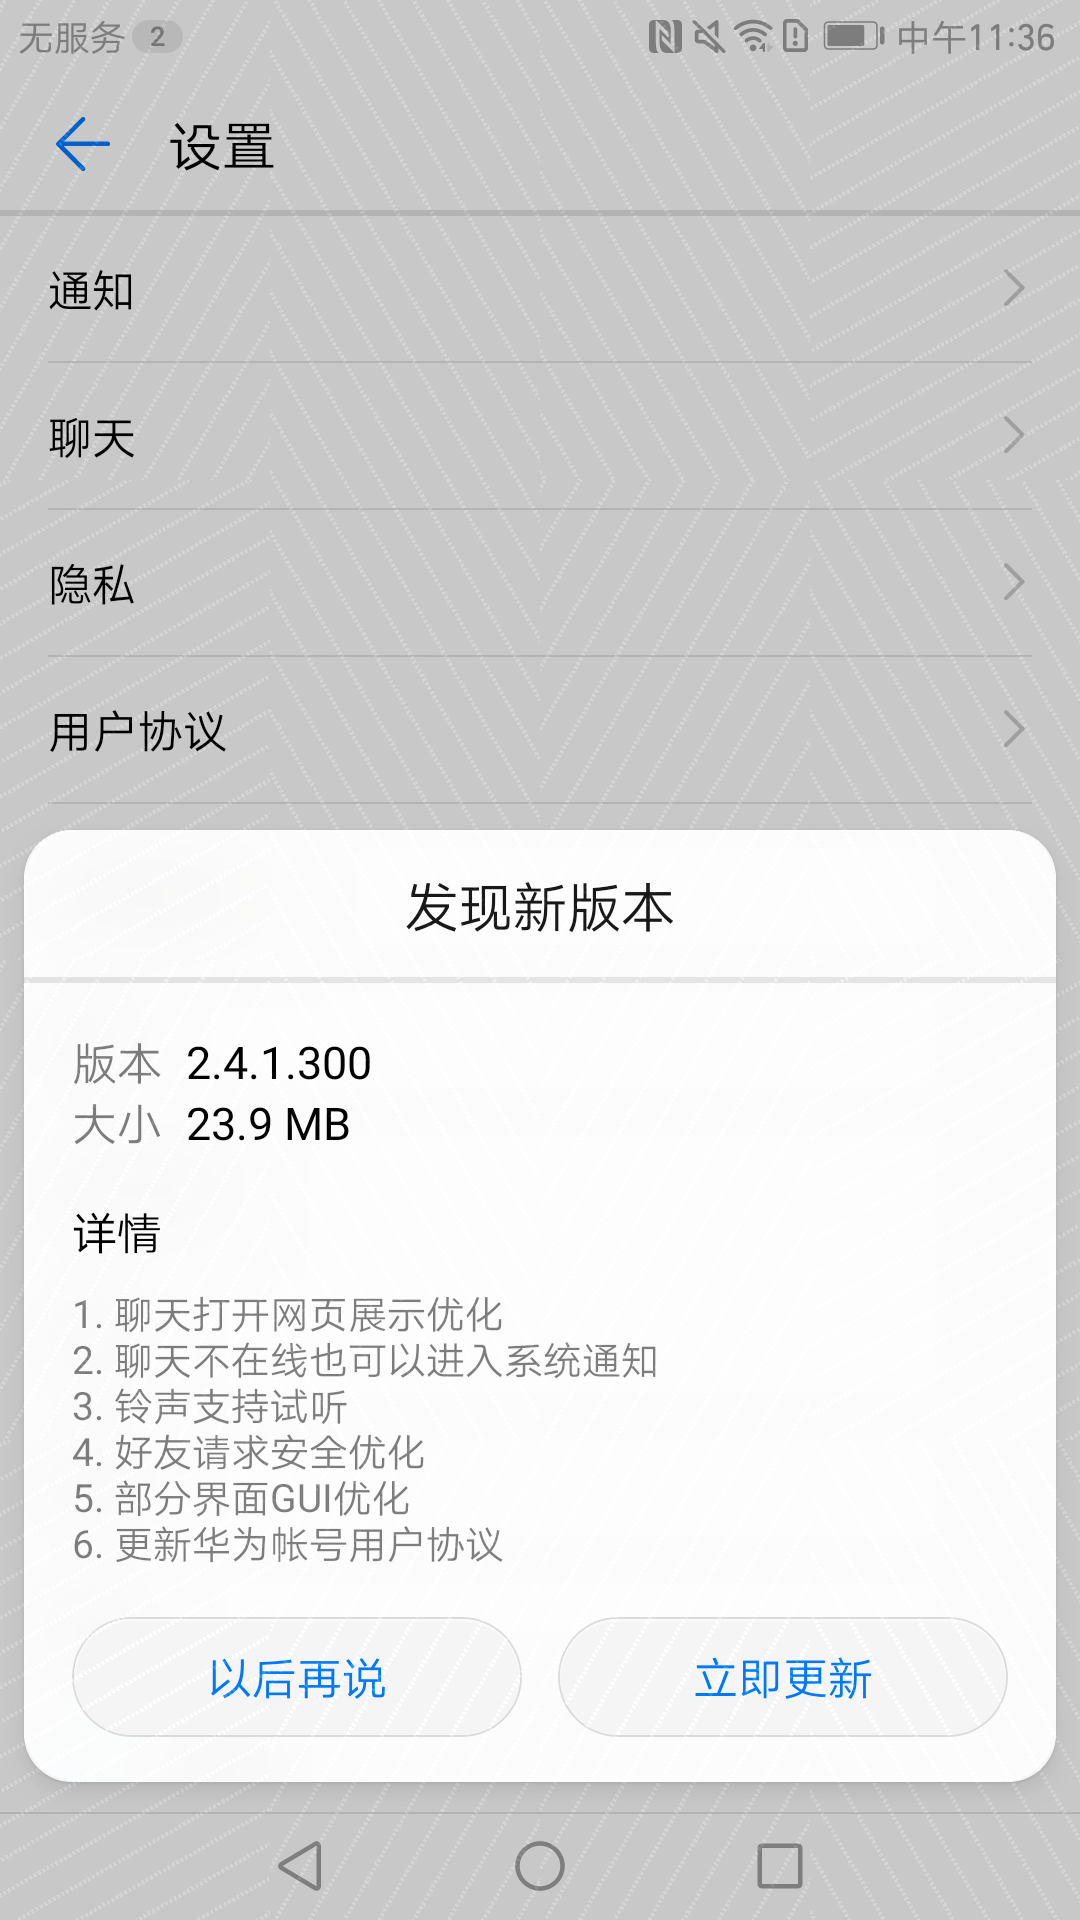 无服务 2 中午11:36
设置
通知
聊天
隐私
用户协议
发现新版本
版本 2.4.1.300
大小 23.9 MB
详情
1. 聊天打开网页展示优化
2. 聊天不在线也可以进入系统通知
3. 铃声支持试听
4. 好友请求安全优化
5. 部分界面GUI优化
6. 更新华为帐号用户协议
以后再说 立即更新